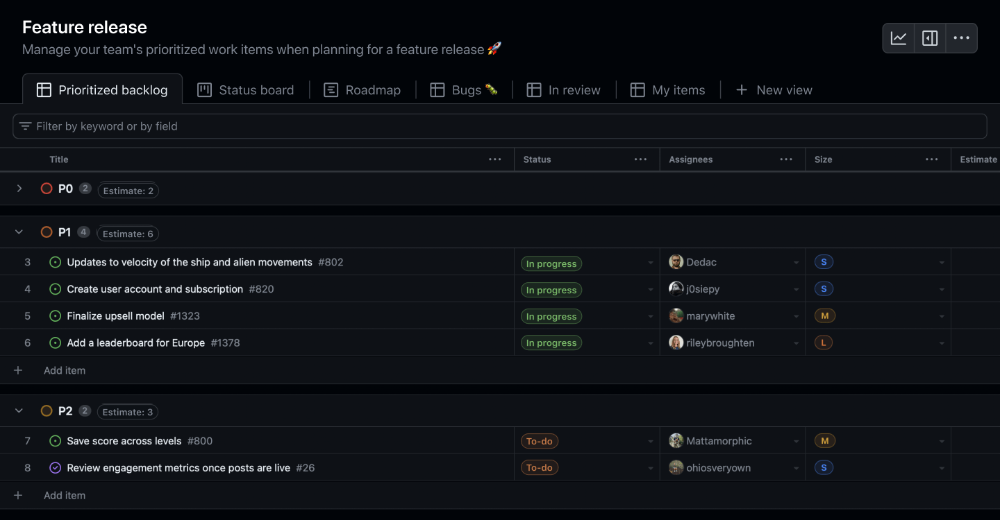 Feature release
Manage your team's prioritized work items when planning for a feature release 🚀
Prioritized backlog Status board Roadmap Bugs 🐛 In review My items New view
Filter by keyword or by field
Title Status Assignees Size Estimate
P0 2 Estimate: 2
P1 4 Estimate: 6
3 Updates to velocity of the ship and alien movements #802 In progress Dedac S
4 Create user account and subscription #820 In progress j0siepy S
5 Finalize upsell model #1323 In progress marywhite M
6 Add a leaderboard for Europe #1378 In progress rileybroughten L
Add item
P2 2 Estimate: 3
7 Save score across levels #800 To-do Mattamorphic M
8 Review engagement metrics once posts are live #26 To-do ohiosveryown S
Add item